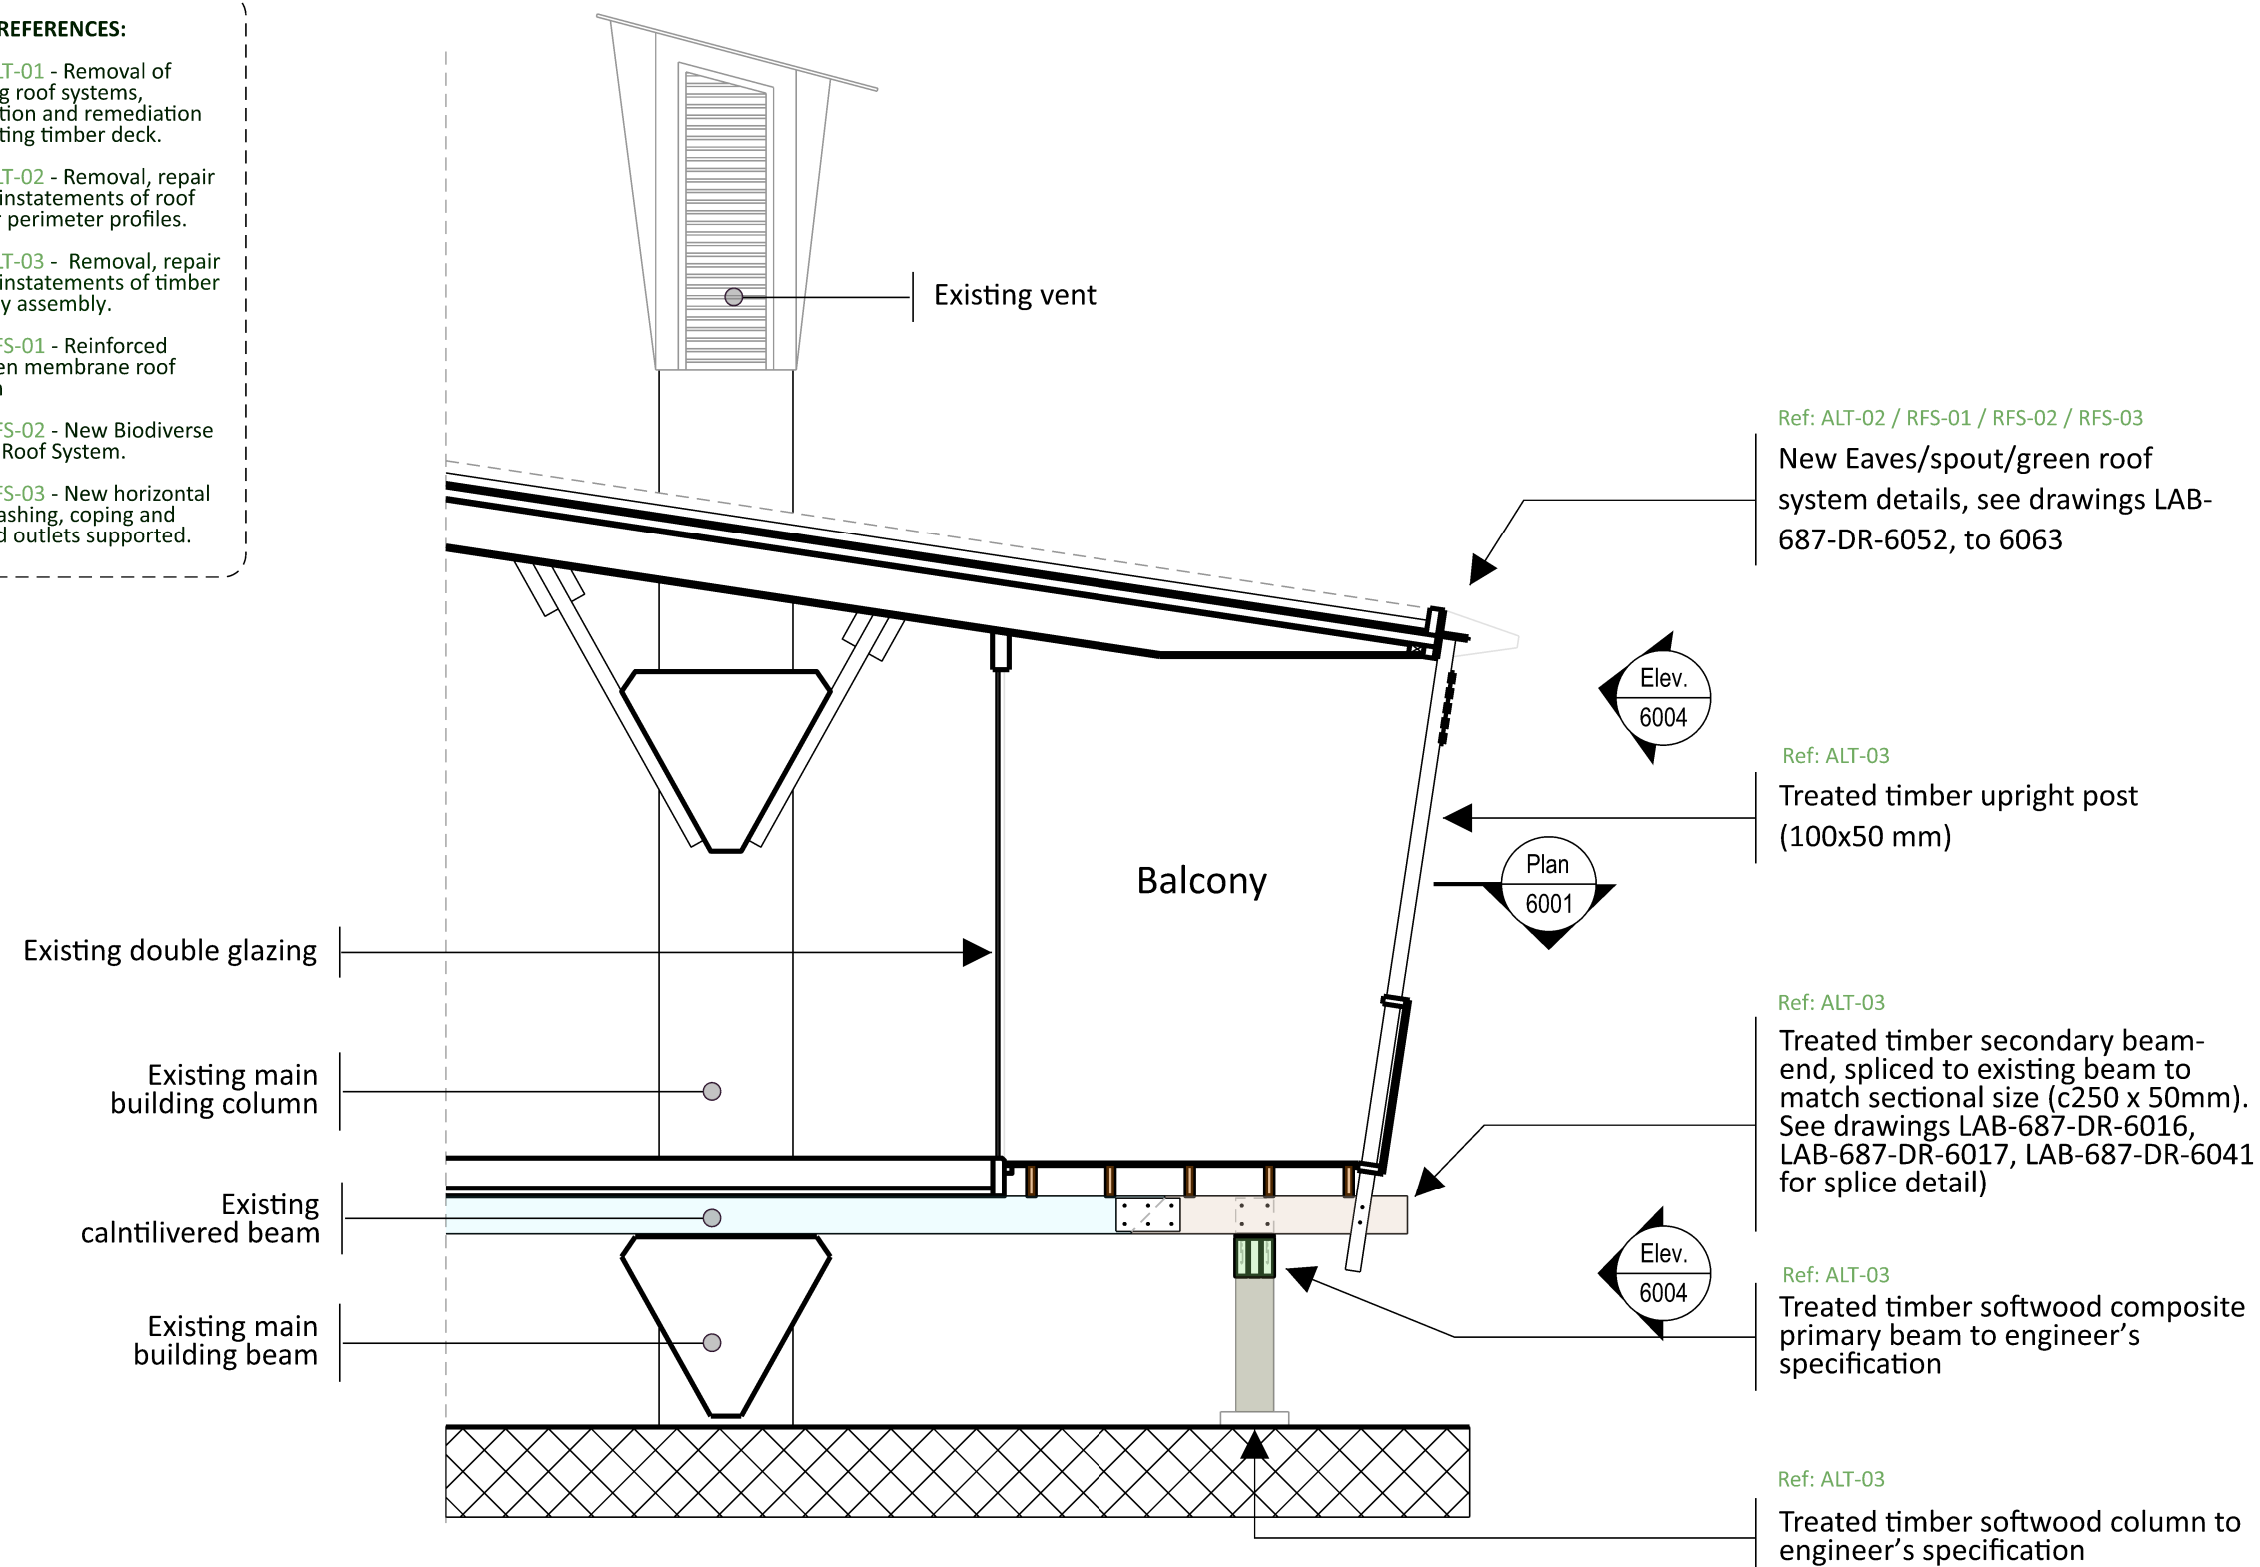 REFERENCES:
LT-01 - Removal of
g roof systems,
tion and remediation
ting timber deck.
LT-02 - Removal, repair
instatements of roof
r perimeter profiles.
LT-03 - Removal, repair
instatements of timber
y assembly.
FS-01 - Reinforced
en membrane roof
FS-02 - New Biodiverse
Roof System.
FS-03 - New horizontal
ashing, coping and
d outlets supported.
Existing vent
Ref: ALT-02 / RFS-01 / RFS-02 / RFS-03
New Eaves/spout/green roof
system details, see drawings LAB-
687-DR-6052, to 6063
Elev.
6004
Ref: ALT-03
Treated timber upright post
(100x50 mm)
Balcony
Plan
6001
Existing double glazing
Ref: ALT-03
Treated timber secondary beam-
end, spliced to existing beam to
match sectional size (c250 x 50mm).
See drawings LAB-687-DR-6016,
LAB-687-DR-6017, LAB-687-DR-6041
for splice detail)
Existing main
building column
Existing
calntilivered beam
Elev.
6004
Ref: ALT-03
Treated timber softwood composite
primary beam to engineer’s
specification
Existing main
building beam
Ref: ALT-03
Treated timber softwood column to
engineer’s specification